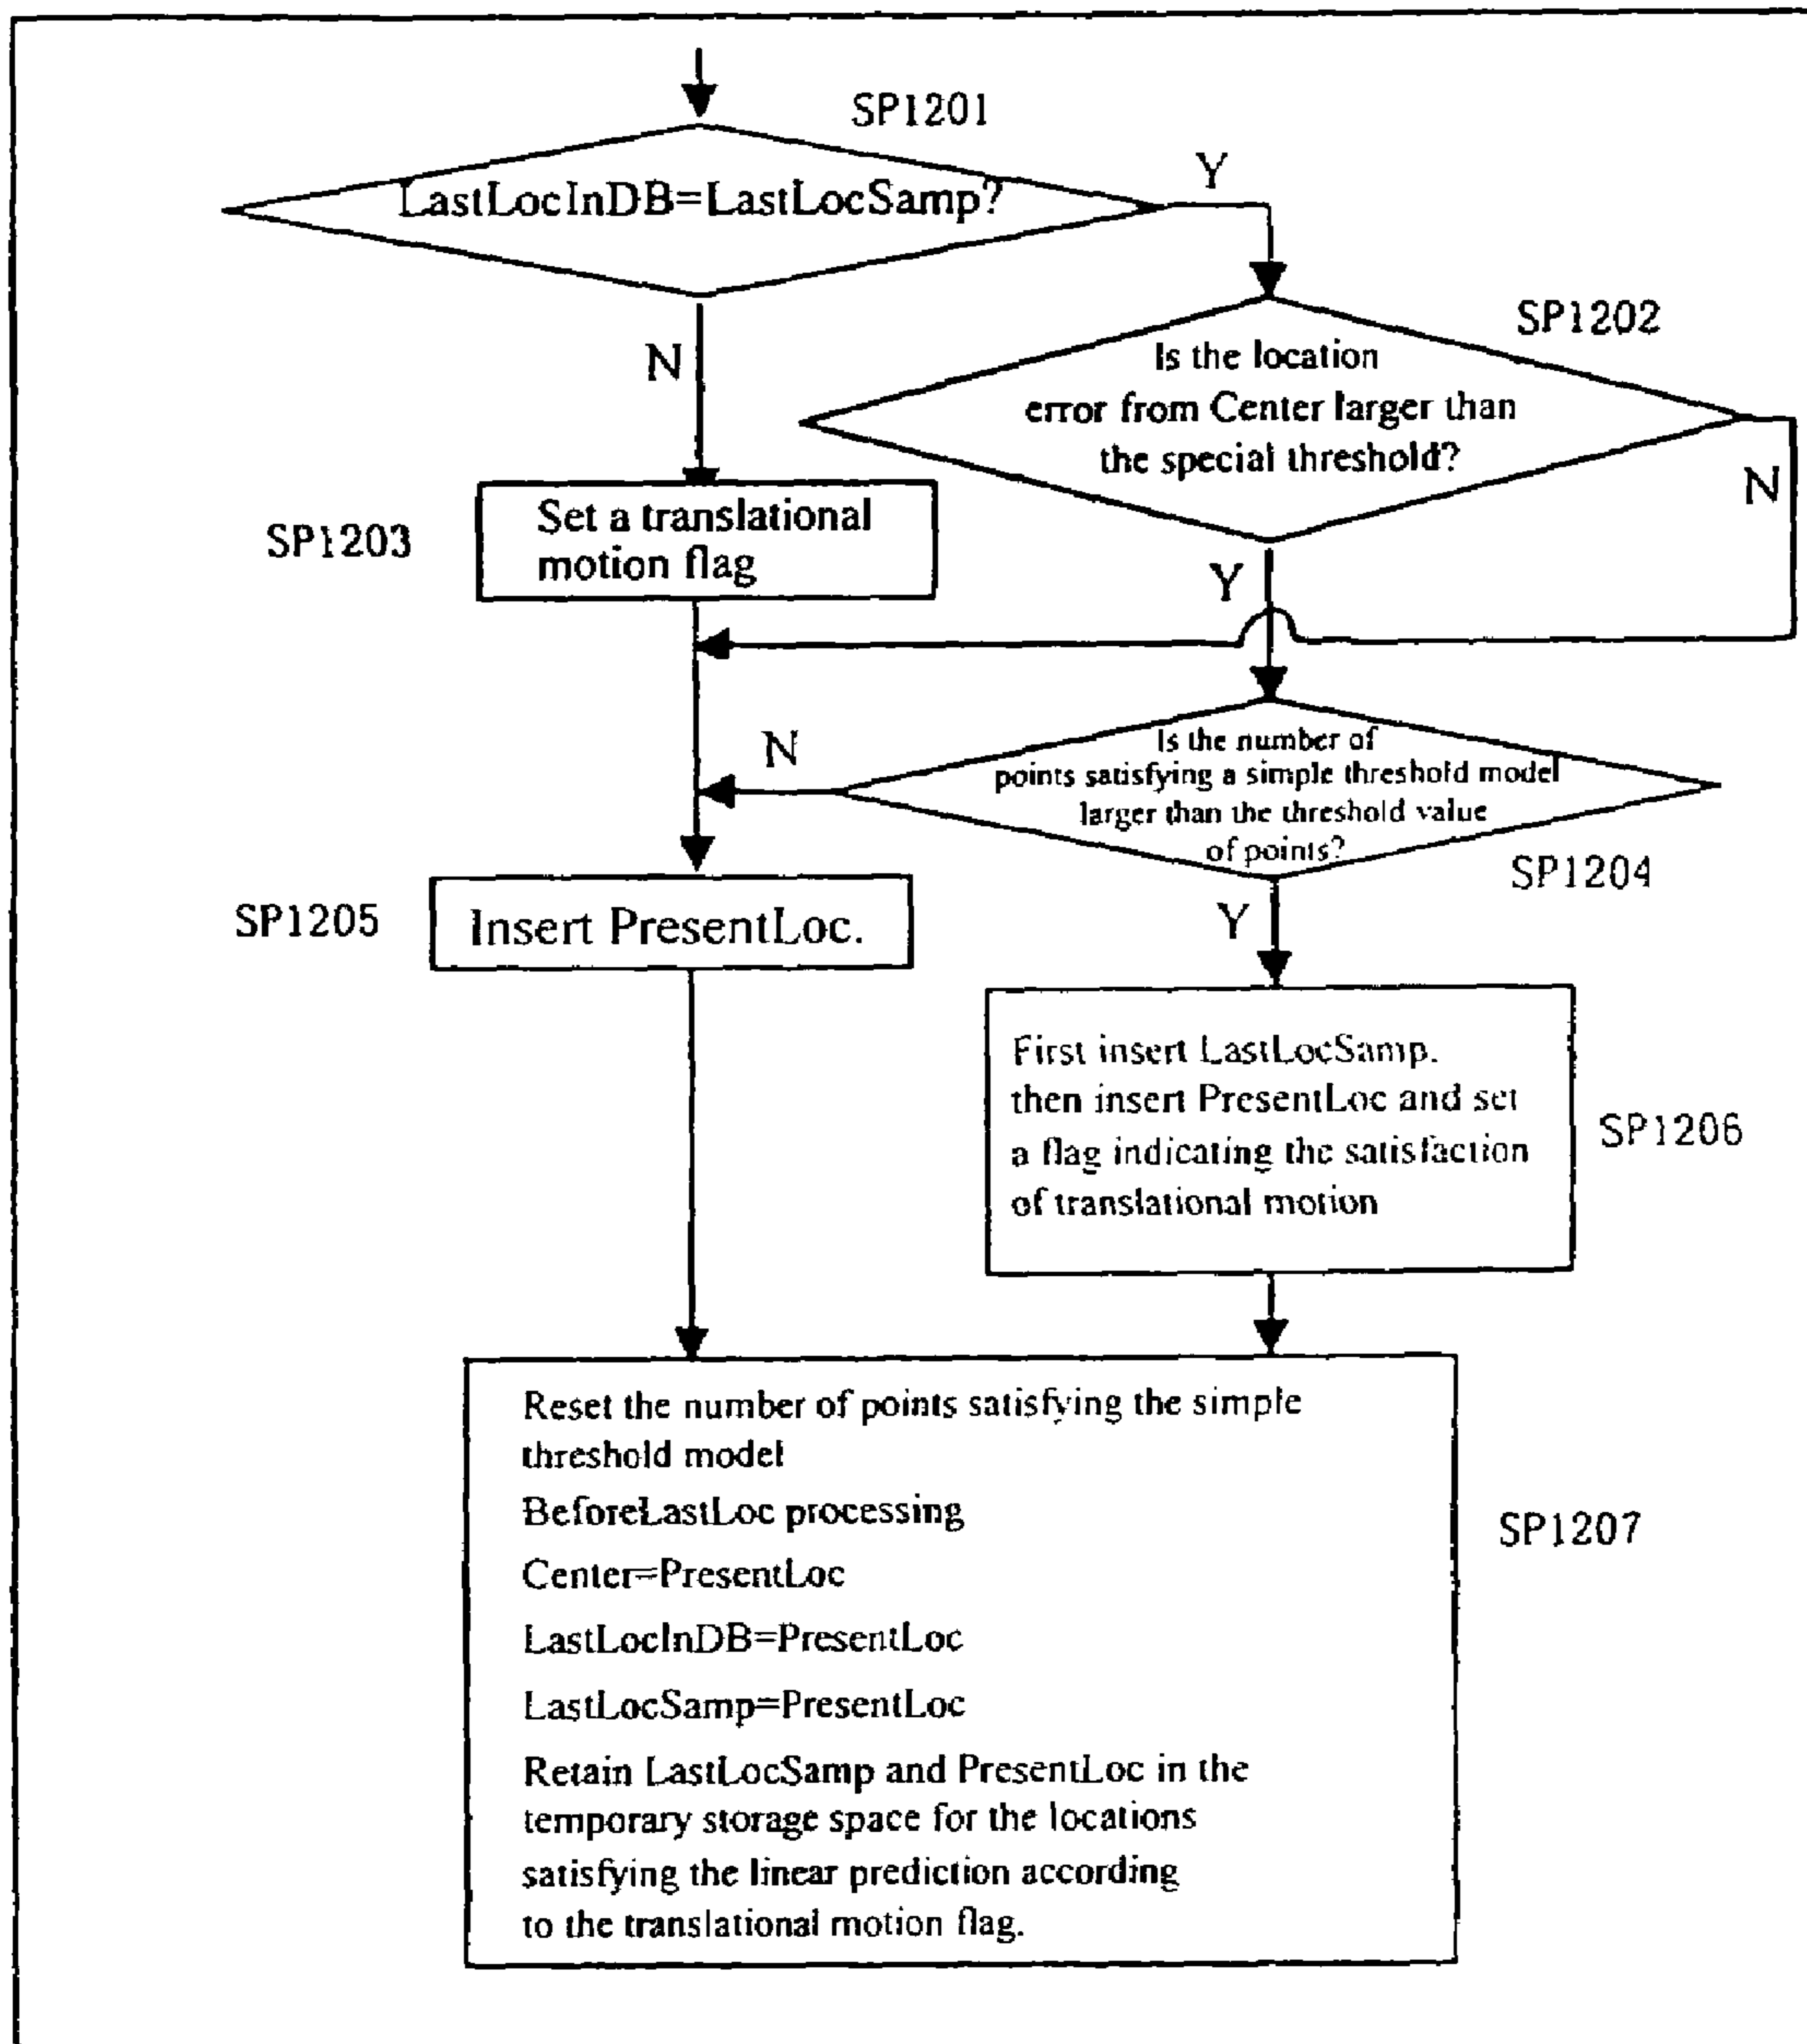 SP1201
LastLocInDB=LastLocSamp?
Y
SP1202
Is the location
error from Center larger than
the special threshold?
N
N
SP1203
Set a translational
motion flag
Y
N
Is the number of
points satisfying a simple threshold model
larger than the threshold value
of points?
SP1204
SP1205
Insert PresentLoc.
Y
First insert LastLocSamp.
then insert PresentLoc and set
a flag indicating the satisfaction
of translational motion
SP1206
Reset the number of points satisfying the simple
threshold model
BeforeLastLoc processing
Center=PresentLoc
LastLocInDB=PresentLoc
LastLocSamp=PresentLoc
Retain LastLocSamp and PresentLoc in the
temporary storage space for the locations
satisfying the linear prediction according
to the translational motion flag.
SP1207